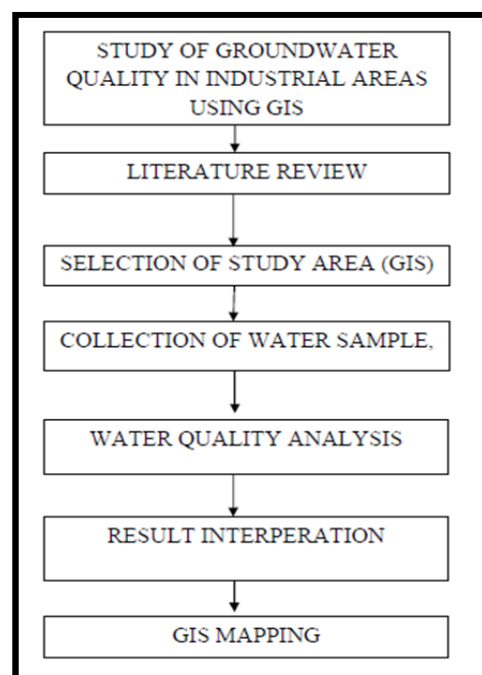 STUDY OF GROUNDWATER
QUALITY IN INDUSTRIAL AREAS
USING GIS
LITERATURE REVIEW
SELECTION OF STUDY AREA (GIS)
COLLECTION OF WATER SAMPLE,
WATER QUALITY ANALYSIS
RESULT INTERPERATION
GIS MAPPING